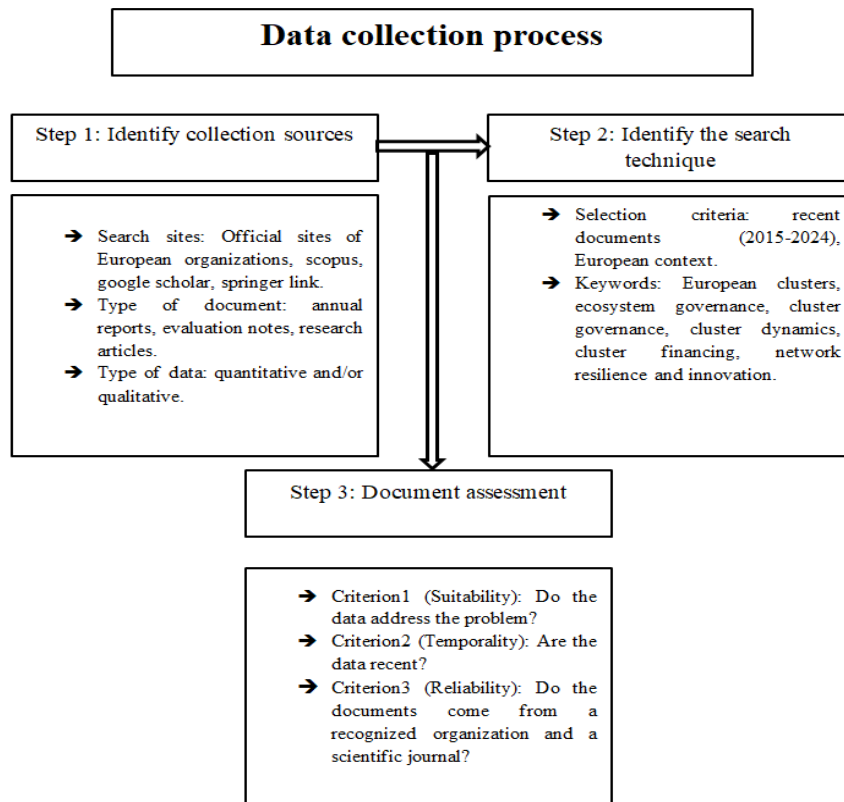 Data collection process
Step 1: Identify collection sources
Step 2: Identify the search
technique
➔ Search sites: Official sites of
European organizations, scopus,
google scholar, springer link.
➔ Type of document: annual
reports, evaluation notes, research
articles.
➔ Type of data: quantitative and/or
qualitative.
➔ Selection criteria: recent
documents (2015-2024),
European context.
➔ Keywords: European clusters,
ecosystem governance, cluster
governance, cluster dynamics,
cluster financing, network
resilience and innovation.
Step 3: Document assessment
➔ Criterion1 (Suitability): Do the
data address the problem?
➔ Criterion2 (Temporality): Are the
data recent?
➔ Criterion3 (Reliability): Do the
documents come from a
recognized organization and a
scientific journal?